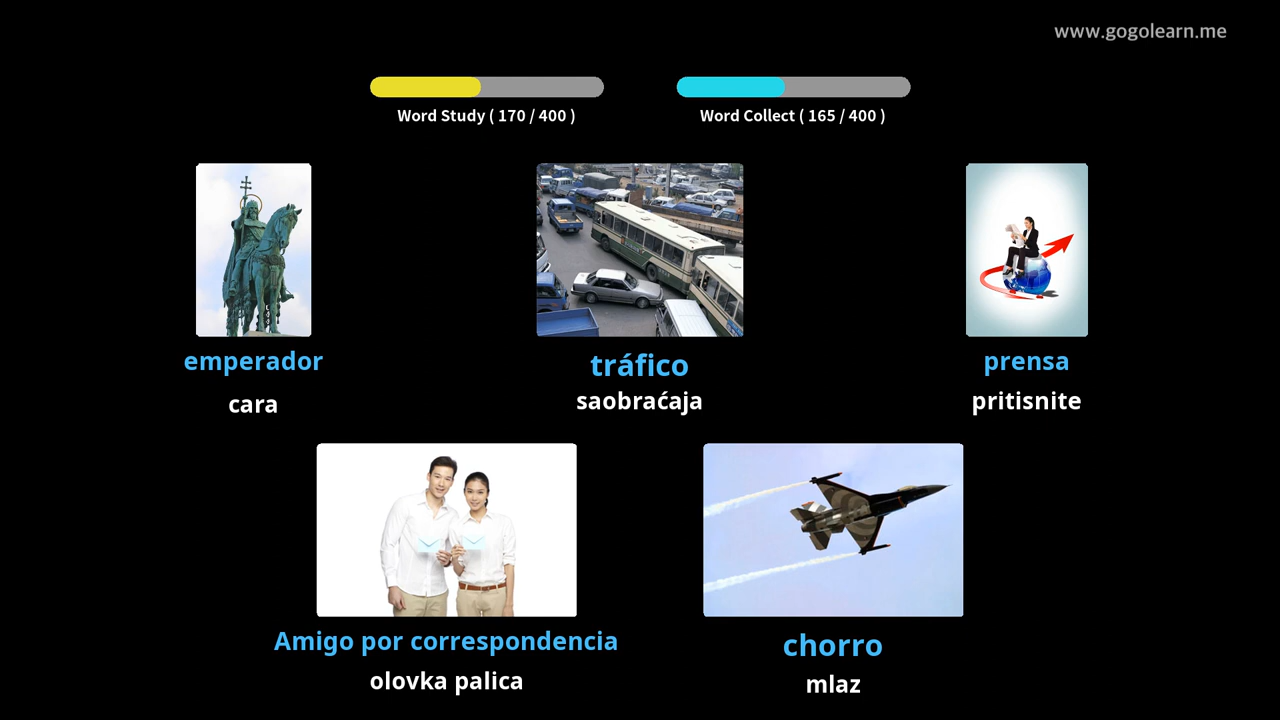 www.gogolearn.me
Word Study ( 170 / 400 )
Word Collect ( 165 / 400 )
emperador
cara
tráfico
saobraćaja
prensa
pritisnite
Amigo por correspondencia
olovka palica
chorro
mlaz